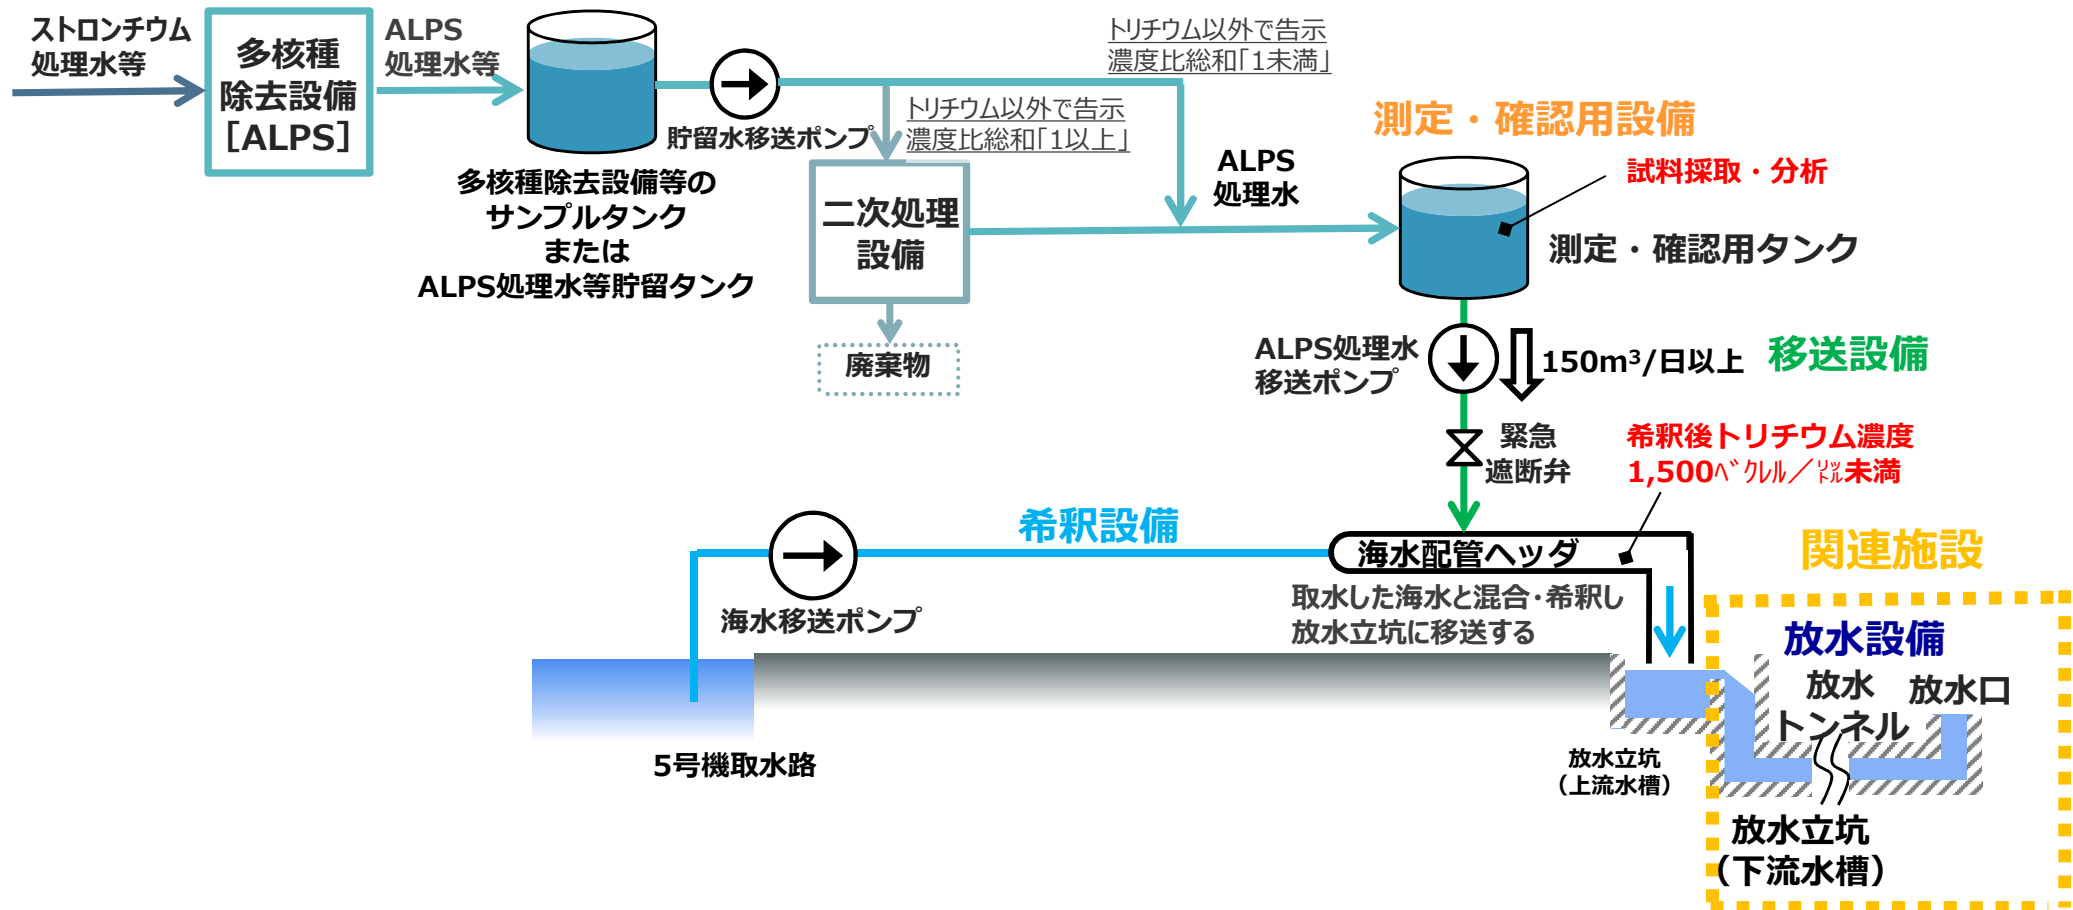 ストロンチウム
処理水等
多核種
除去設備
［ALPS］
ALPS
処理水等
貯留水移送ポンプ
多核種除去設備等の
サンプルタンク
または
ALPS処理水等貯留タンク
トリチウム以外で告示
濃度比総和｢1未満｣
トリチウム以外で告示
濃度比総和｢1以上｣
二次処理
設備
廃棄物
ALPS
処理水
測定・確認用設備
試料採取・分析
測定・確認用タンク
ALPS処理水
移送ポンプ
150m³/日以上
移送設備
緊急
遮断弁
希釈後トリチウム濃度
1,500ﾍﾞｸﾚﾙ／㍑未満
希釈設備
海水配管ヘッダ
海水移送ポンプ
取水した海水と混合･希釈し
放水立坑に移送する
関連施設
放水設備
放水
トンネル
放水口
5号機取水路
放水立坑
（上流水槽）
放水立坑
（下流水槽）